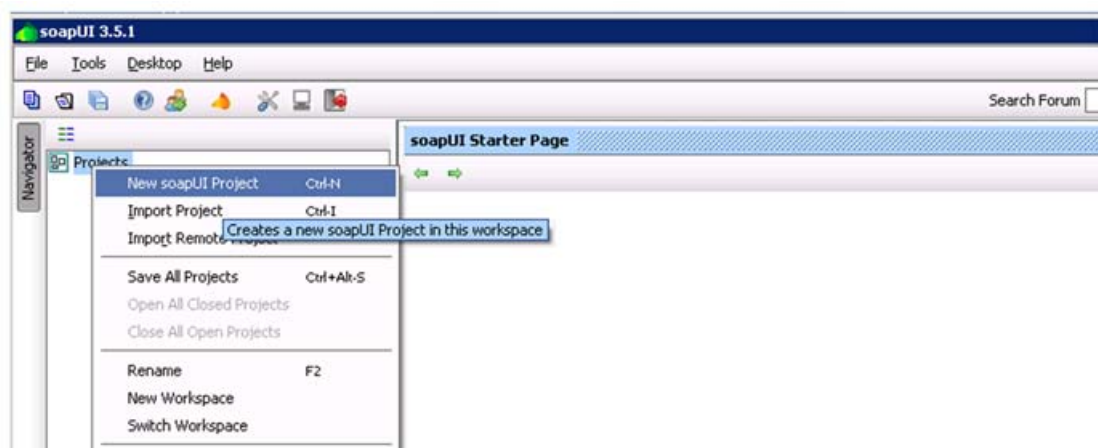 soapUI 3.5.1
File Tools Desktop Help
Search Forum
Navigator
soapUI Starter Page
Projects
New soapUI Project Ctrl-N
Import Project Ctrl-I
Creates a new soapUI Project in this workspace
Import Remote Project
Save All Projects Ctrl+Alt-S
Open All Closed Projects
Close All Open Projects
Rename F2
New Workspace
Switch Workspace